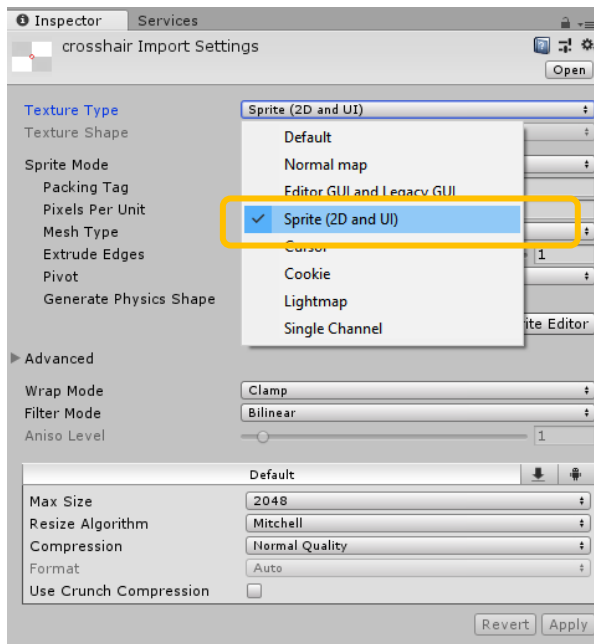 Inspector Services
crosshair Import Settings
Open
Texture Type Sprite (2D and UI)
Texture Shape Default
Sprite Mode Normal map
Packing Tag Editor GUI and Legacy GUI
Pixels Per Unit Sprite (2D and UI)
Mesh Type Cursor
Extrude Edges 1
Cookie
Pivot
Lightmap
Generate Physics Shape
Single Channel ite Editor
Advanced
Wrap Mode Clamp
Filter Mode Bilinear
Aniso Level 1
Default
Max Size 2048
Resize Algorithm Mitchell
Compression Normal Quality
Format Auto
Use Crunch Compression
Revert Apply